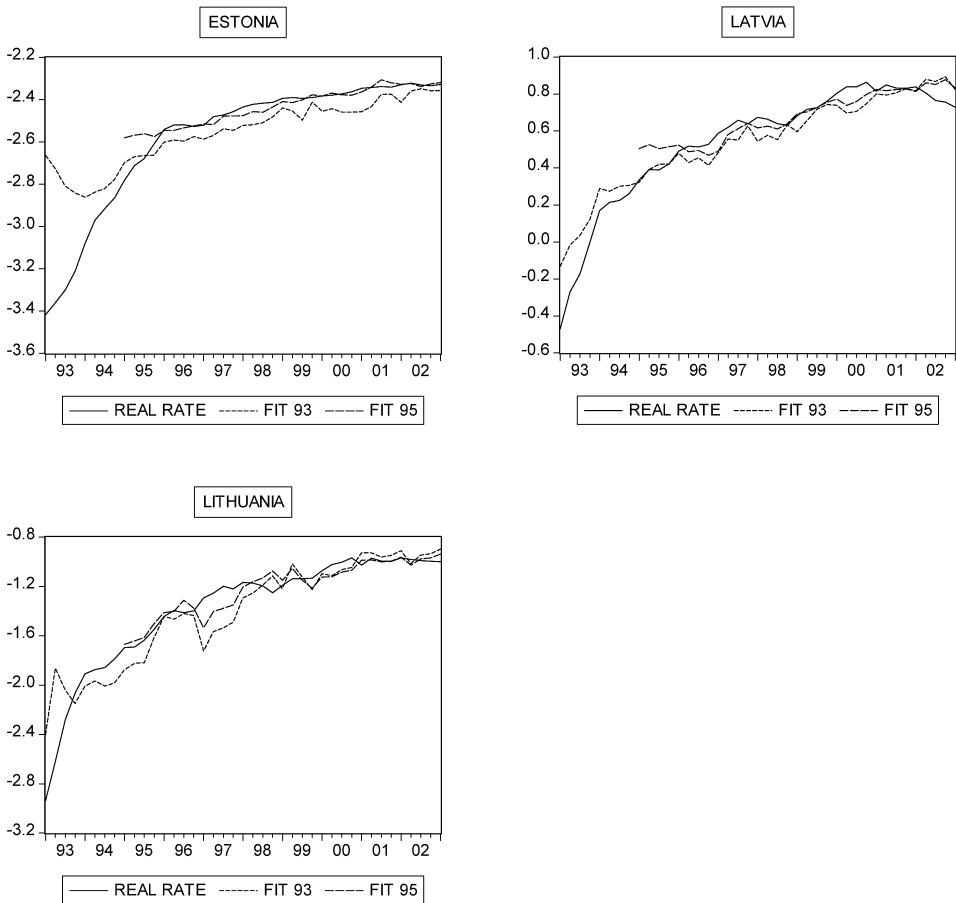 ESTONIA
-2.2
-2.4
-2.6
-2.8
-3.0
-3.2
-3.4
-3.6
93 94 95 96 97 98 99 00 01 02
REAL RATE FIT 93 FIT 95
LATVIA
1.0
0.8
0.6
0.4
0.2
0.0
-0.2
-0.4
-0.6
93 94 95 96 97 98 99 00 01 02
REAL RATE FIT 93 FIT 95
LITHUANIA
-0.8
-1.2
-1.6
-2.0
-2.4
-2.8
-3.2
93 94 95 96 97 98 99 00 01 02
REAL RATE FIT 93 FIT 95